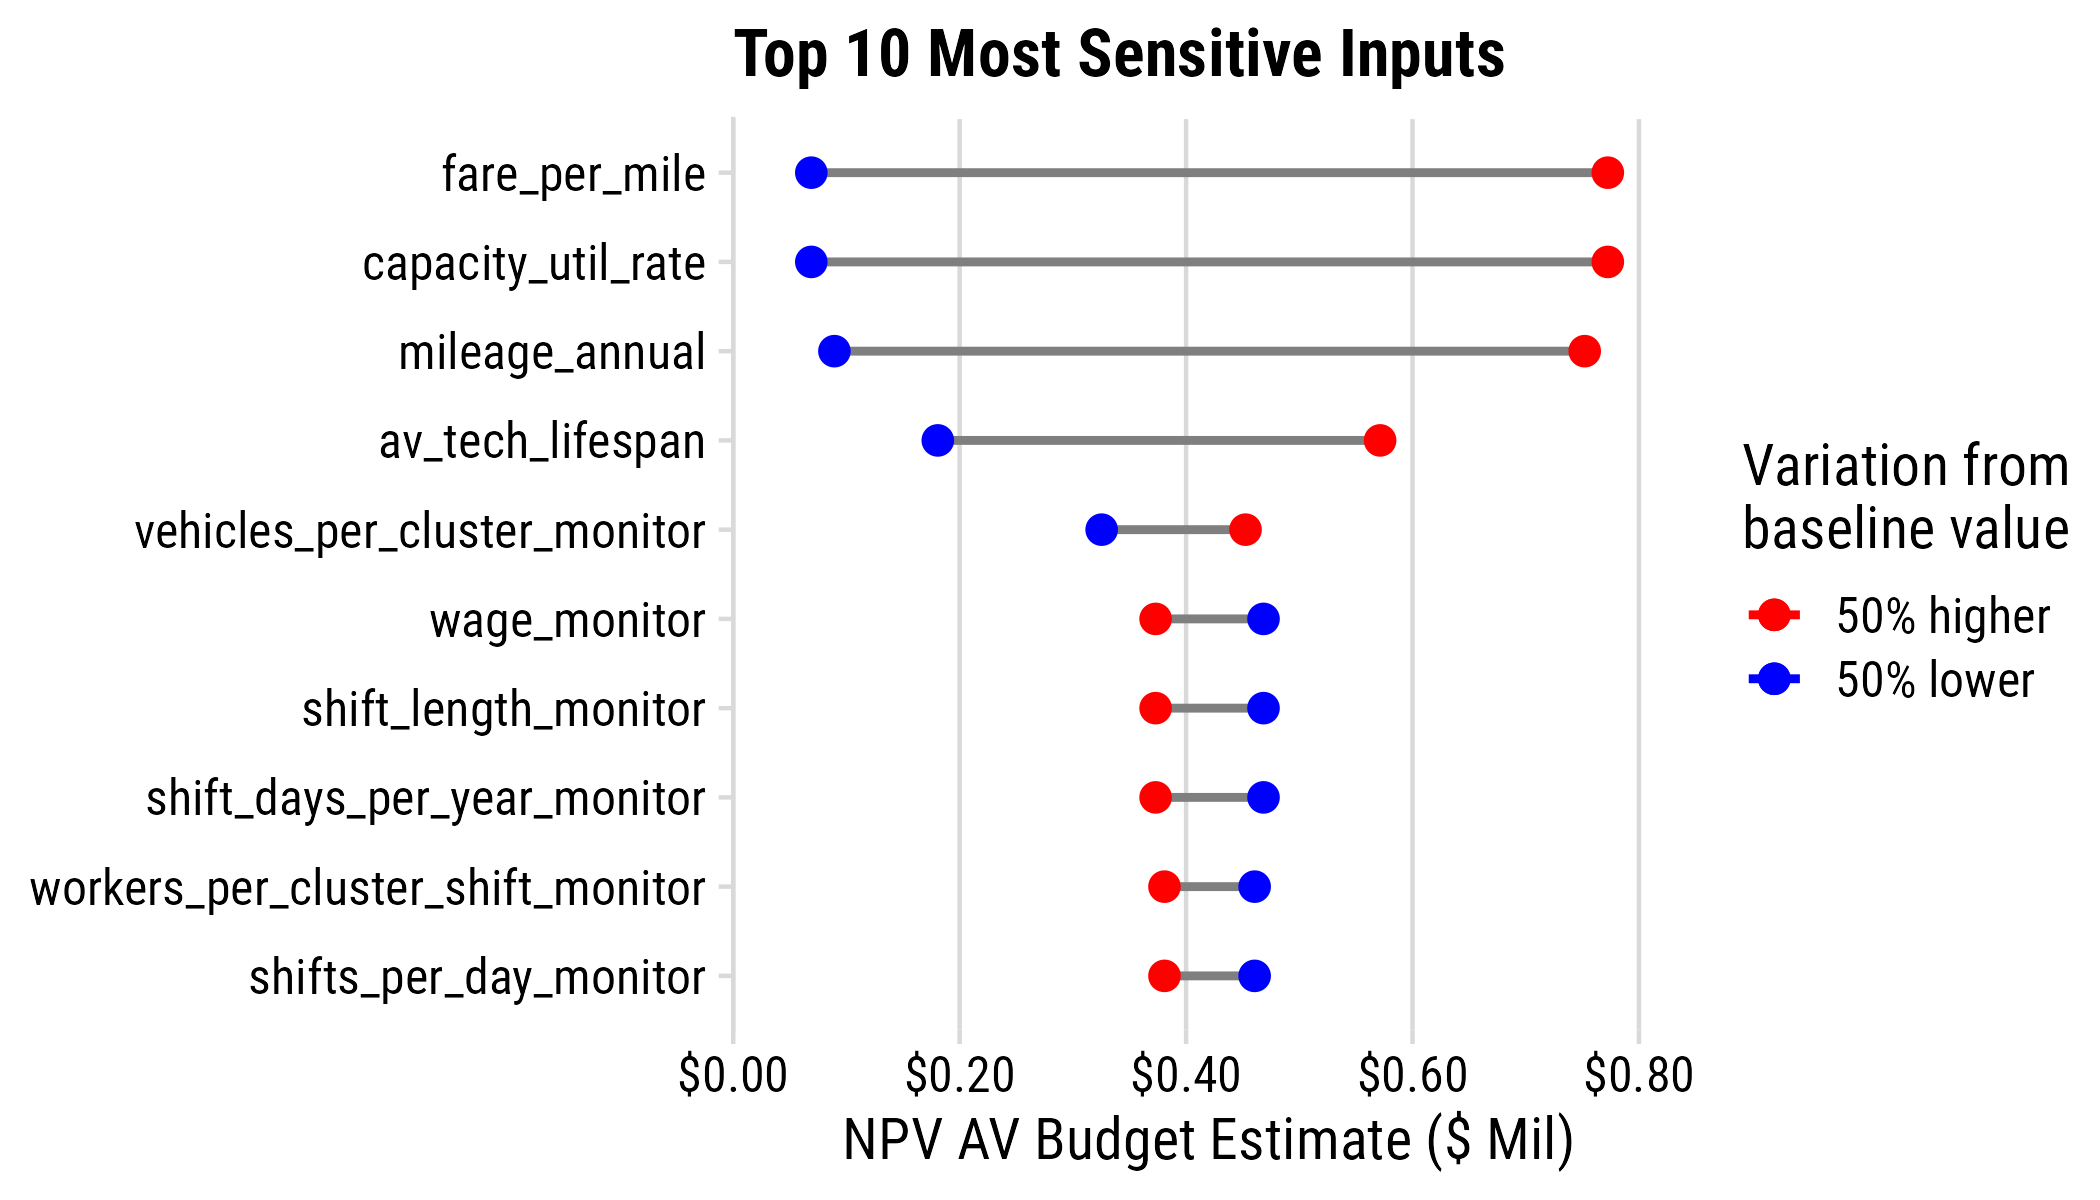 Top 10 Most Sensitive Inputs
fare_per_mile
capacity_util_rate
mileage_annual
av_tech_lifespan
vehicles_per_cluster_monitor
wage_monitor
shift_length_monitor
shift_days_per_year_monitor
workers_per_cluster_shift_monitor
shifts_per_day_monitor
$0.00 $0.20 $0.40 $0.60 $0.80
NPV AV Budget Estimate ($ Mil)
Variation from
baseline value
50% higher
50% lower